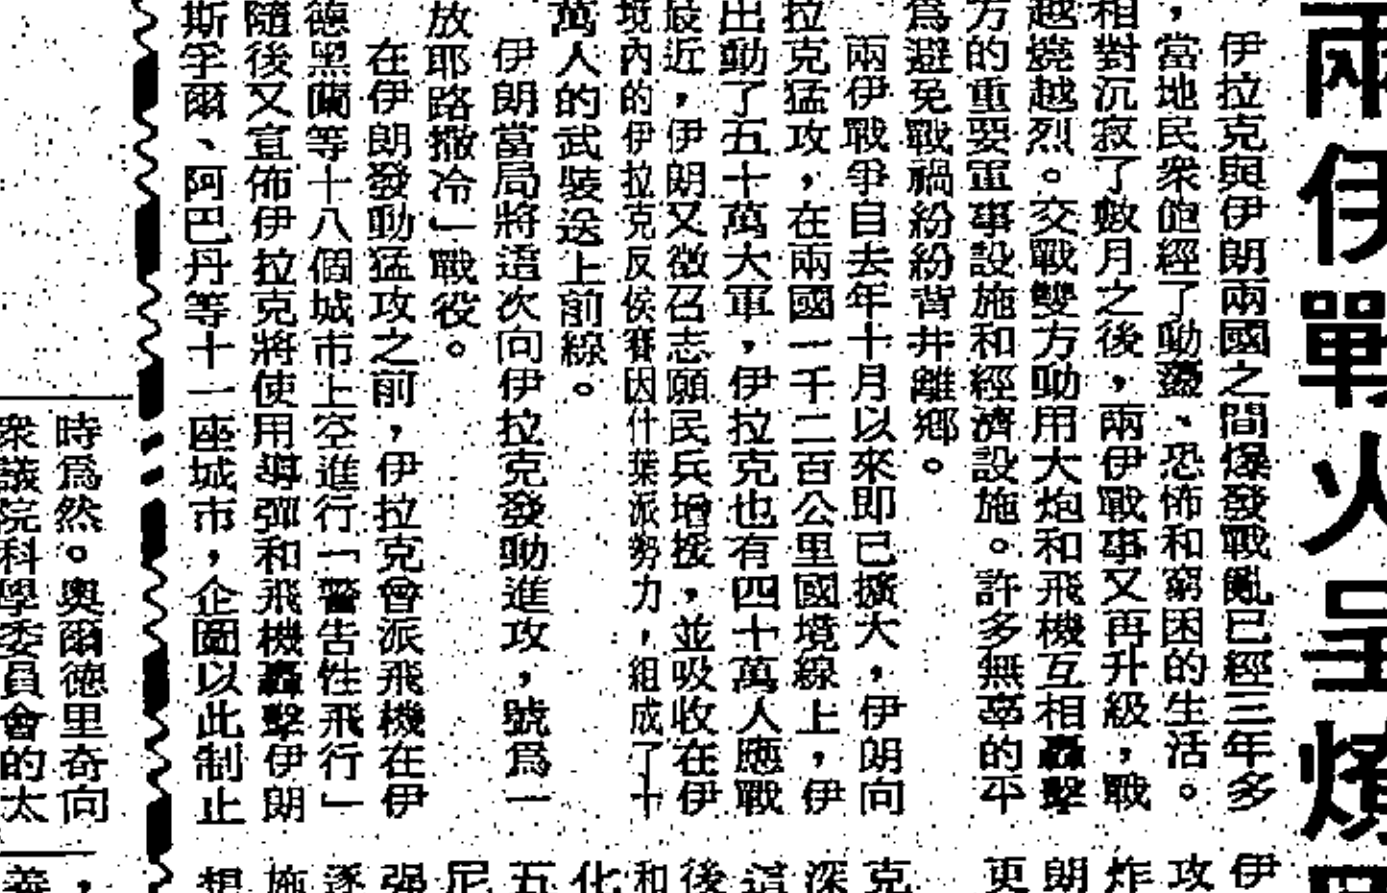 兩伊戰火呈燎
伊拉克與伊朗兩國之間爆發戰亂已經三年多
，當地民衆飽經了動盪、恐怖和窮困的生活。
相對沉寂了數月之後，兩伊戰事又再升級，戰
越燒越烈。交戰雙方動用大炮和飛機互相轟擊
方的重要軍事設施和經濟設施。許多無辜的平
爲避免戰禍紛紛背井離鄉。
兩伊戰爭自去年十月以來即已擴大，伊朗向
拉克猛攻，在兩國一千二百公里國境線上，伊
出動了五十萬大軍，伊拉克也有四十萬人應戰
最近，伊朗又徵召志願民兵增援，並吸收在伊
境內的伊拉克反侯賽因什葉派勢力，組成了十
萬人的武裝送上前線。
伊朗當局將這次向伊拉克發動進攻，號爲一
放耶路撒冷」戰役。
在伊朗發動猛攻之前，伊拉克會派飛機在伊
德黑蘭等十八個城市上空進行「警告性飛行」
隨後又宣佈伊拉克將使用導彈和飛機轟擊伊朗
斯孚爾、阿巴丹等十一座城市，企圖以此制止
時爲然。奧爾德里奇向
衆議院科學委員會的太
伊
攻
炸
朗
更
克
深
這
後
和
化
五
尼
强
逐
施
想
，